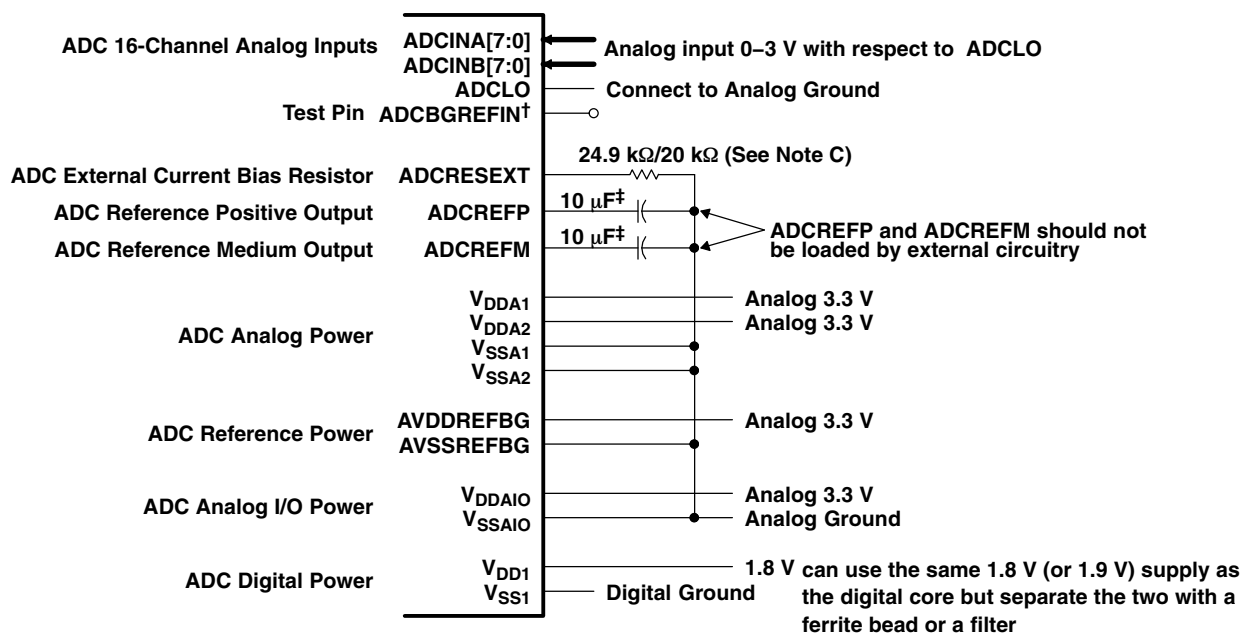 ADC 16-Channel Analog Inputs
ADCINA[7:0]
ADCINB[7:0]
Analog input 0–3 V with respect to ADCLO
ADCLO
Connect to Analog Ground
Test Pin
ADCBGREFIN†
24.9 kΩ/20 kΩ (See Note C)
ADC External Current Bias Resistor
ADCRESEXT
ADC Reference Positive Output
ADCREFP
10 μF‡
ADC Reference Medium Output
ADCREFM
10 μF‡
ADCREFP and ADCREFM should not
be loaded by external circuitry
ADC Analog Power
VDDA1
Analog 3.3 V
VDDA2
Analog 3.3 V
VSSA1
VSSA2
ADC Reference Power
AVDDREFBG
Analog 3.3 V
AVSSREFBG
ADC Analog I/O Power
VDDAIO
Analog 3.3 V
VSSAIO
Analog Ground
ADC Digital Power
VDD1
1.8 V can use the same 1.8 V (or 1.9 V) supply as
the digital core but separate the two with a
ferrite bead or a filter
VSS1
Digital Ground